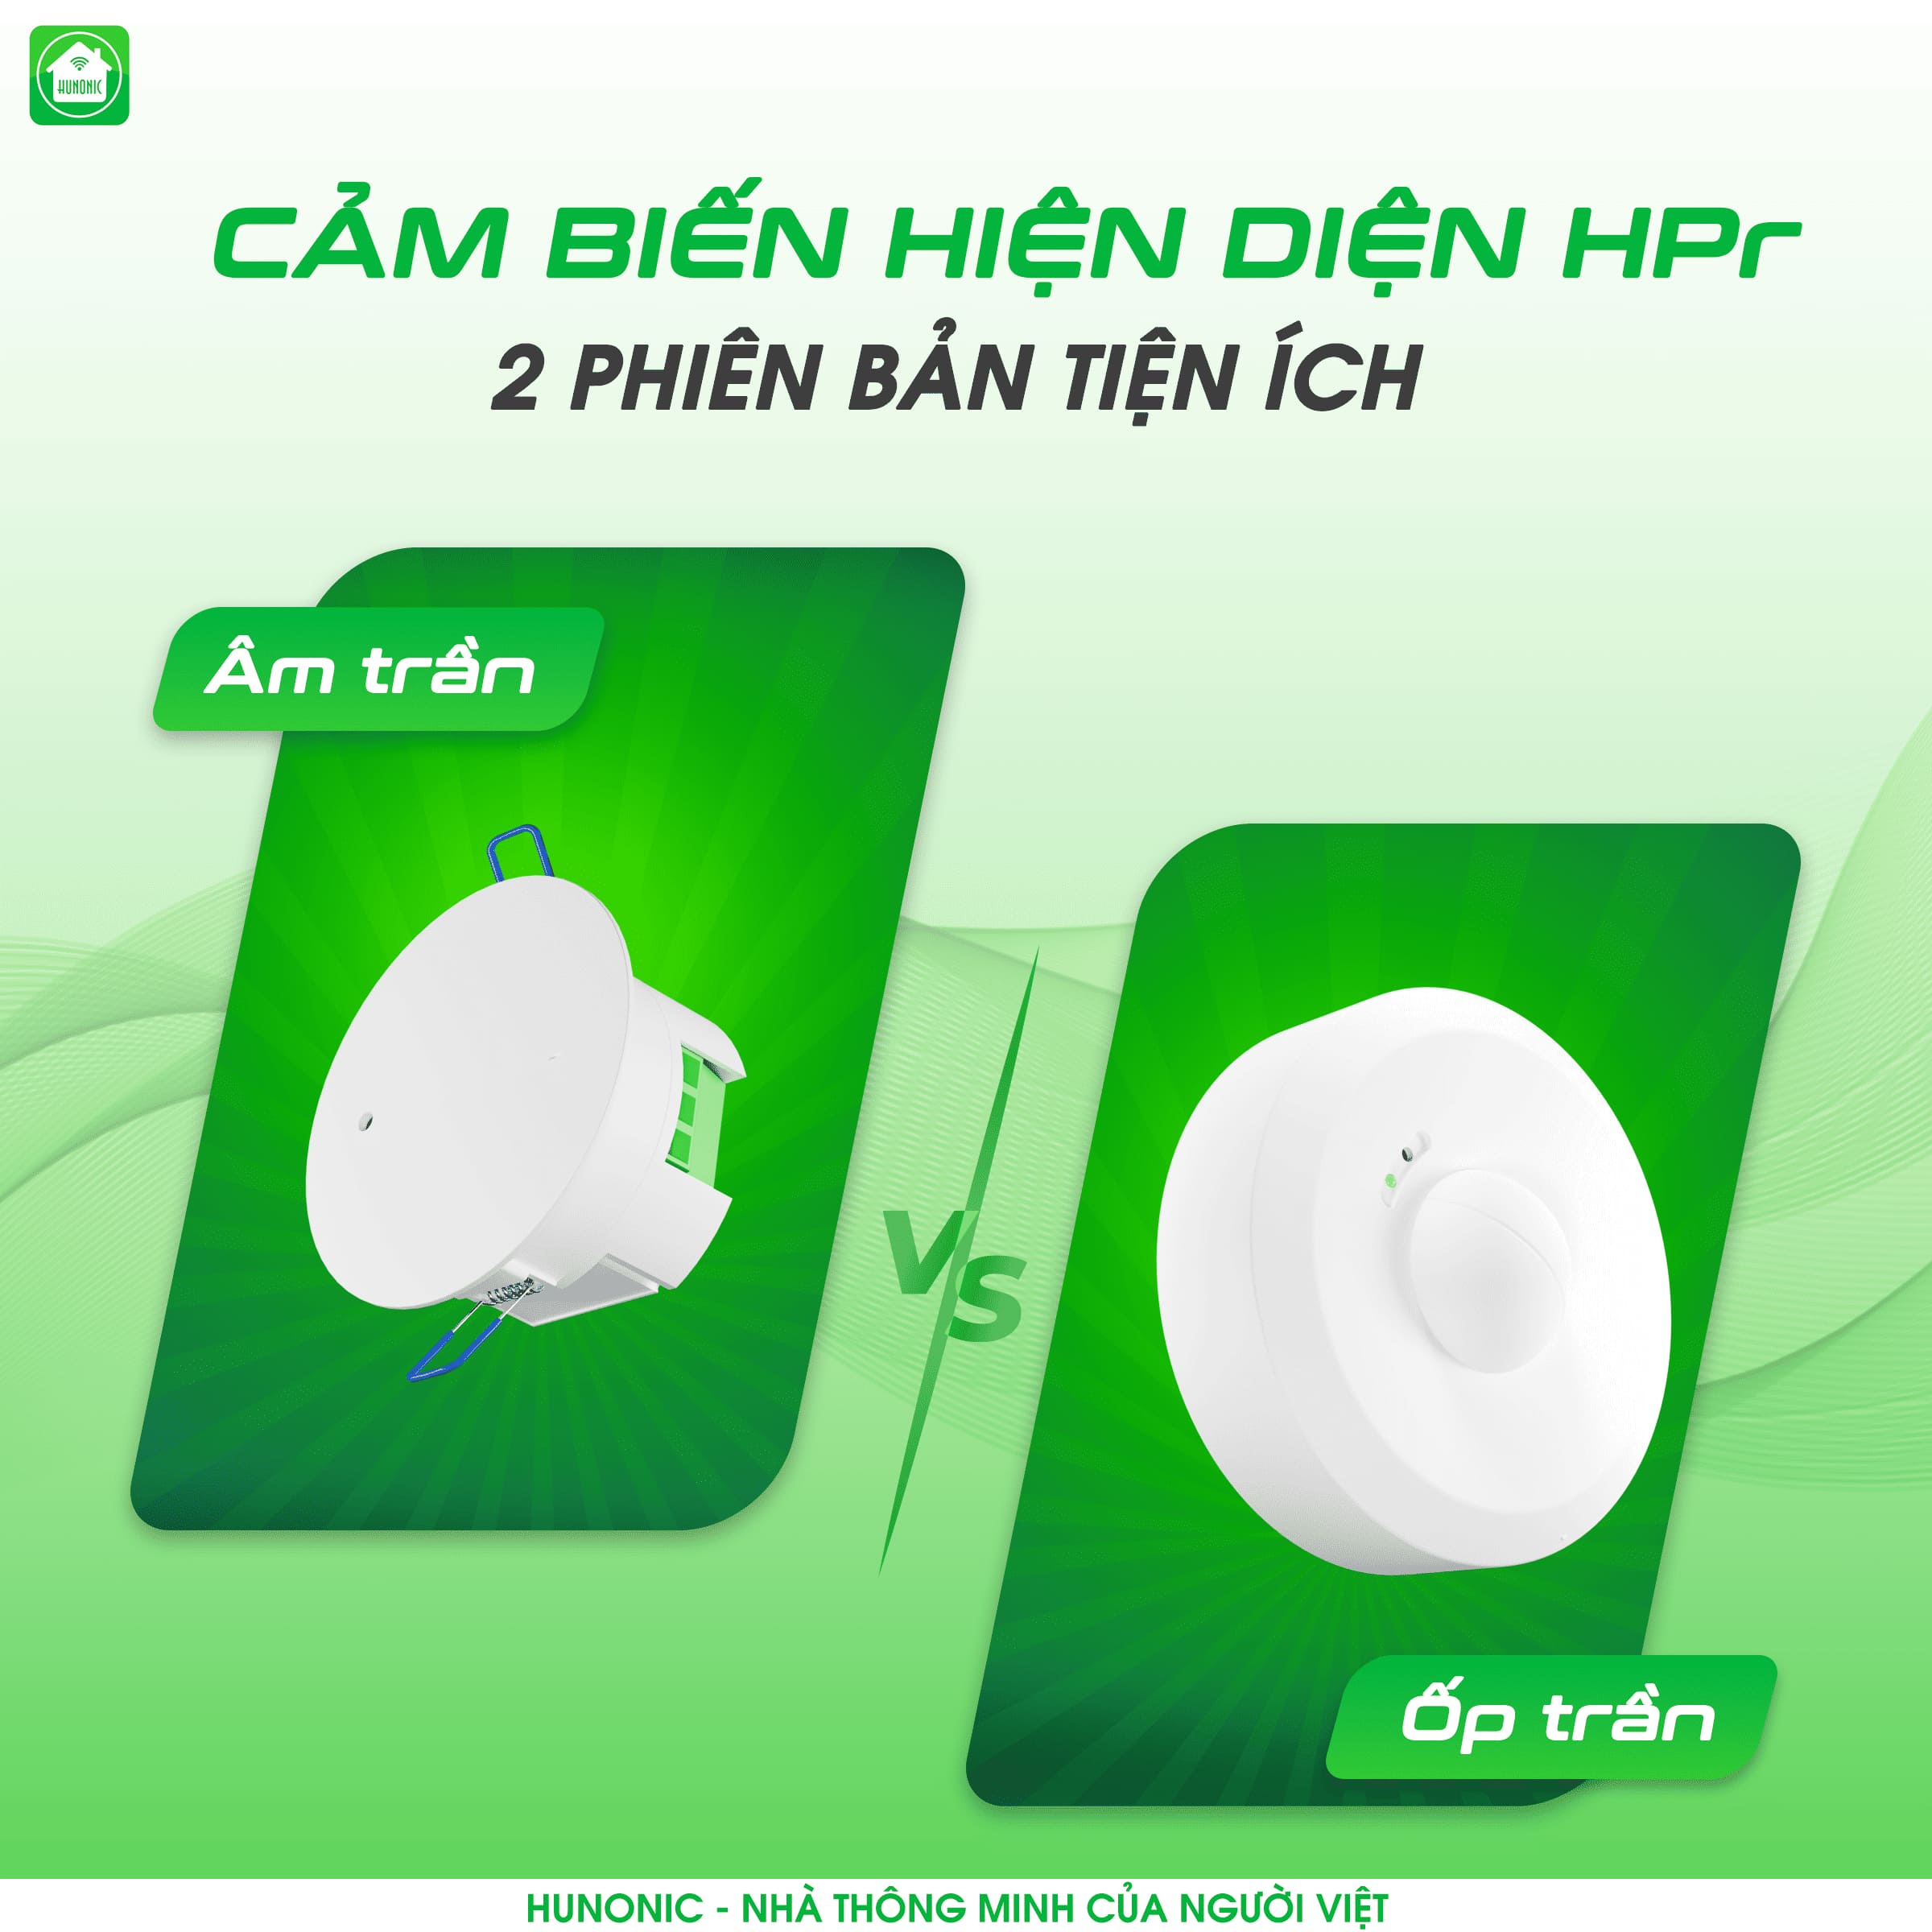 HUNONIC
CẢM BIẾN HIỆN DIỆN HPr
2 PHIÊN BẢN TIỆN ÍCH
Âm trần
VS
Ốp trần
HUNONIC - NHÀ THÔNG MINH CỦA NGƯỜI VIỆT